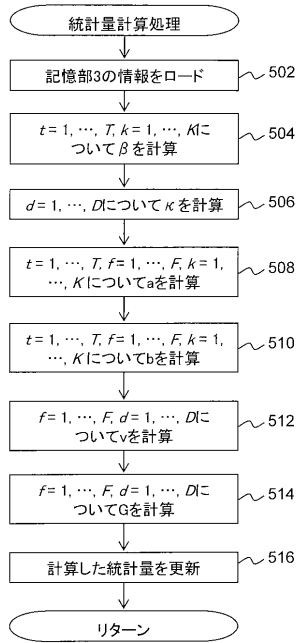 統計量計算処理
記憶部3の情報をロード
502
t = 1, …, T, k = 1, …, Kに
ついてβを計算
504
d = 1, …, Dについてκを計算
506
t = 1, …, T, f = 1, …, F, k = 1,
…, Kについてaを計算
508
t = 1, …, T, f = 1, …, F, k = 1,
…, Kについてbを計算
510
f = 1, …, F, d = 1, …, Dに
ついてvを計算
512
f = 1, …, F, d = 1, …, Dに
ついてGを計算
514
計算した統計量を更新
516
リターン